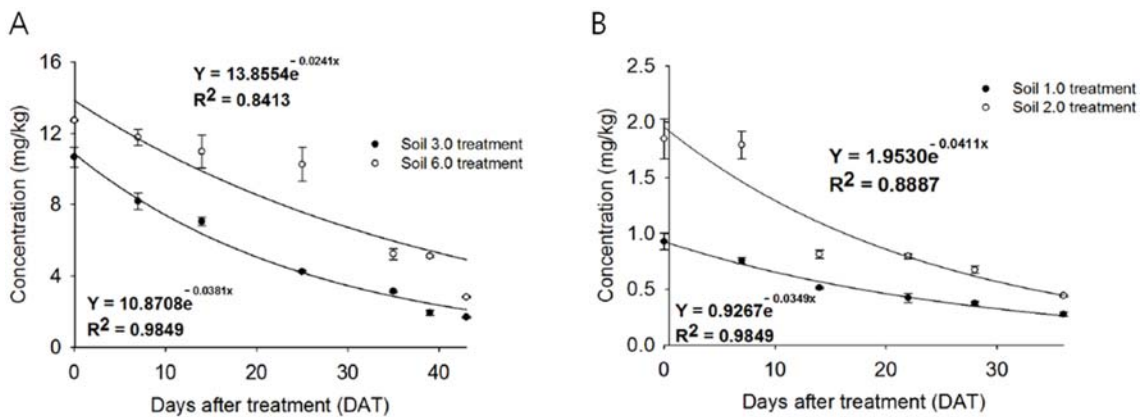 A
Y = 13.8554e^- 0.0241x
R² = 0.8413
Soil 3.0 treatment
Soil 6.0 treatment
Y = 10.8708e^- 0.0381x
R² = 0.9849
Concentration (mg/kg)
16
12
8
4
0
0 10 20 30 40
Days after treatment (DAT)
B
Soil 1.0 treatment
Soil 2.0 treatment
Y = 1.9530e^-0.0411x
R² = 0.8887
Y = 0.9267e^-0.0349x
R² = 0.9849
Concentration (mg/kg)
2.5
2.0
1.5
1.0
0.5
0.0
0 10 20 30
Days after treatment (DAT)